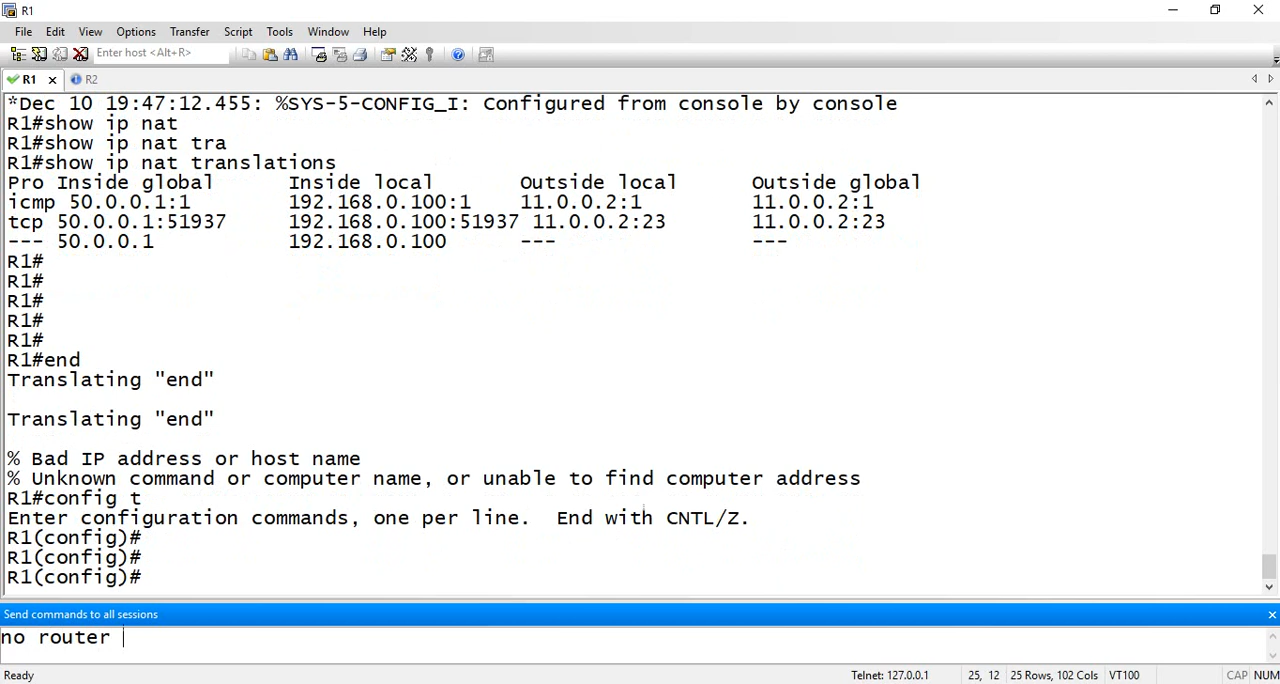 R1
File Edit View Options Transfer Script Tools Window Help
Enter host <Alt+R>
R1 R2
*Dec 10 19:47:12.455: %SYS-5-CONFIG_I: Configured from console by console
R1#show ip nat
R1#show ip nat tra
R1#show ip nat translations
Pro Inside global Inside local Outside local Outside global
icmp 50.0.0.1:1 192.168.0.100:1 11.0.0.2:1 11.0.0.2:1
tcp 50.0.0.1:51937 192.168.0.100:51937 11.0.0.2:23 11.0.0.2:23
--- 50.0.0.1 192.168.0.100 --- ---
R1#
R1#
R1#
R1#
R1#
R1#end
Translating "end"
Translating "end"
% Bad IP address or host name
% Unknown command or computer name, or unable to find computer address
R1#config t
Enter configuration commands, one per line. End with CNTL/Z.
R1(config)#
R1(config)#
R1(config)#
Send commands to all sessions
no router
Ready Telnet: 127.0.0.1 25, 12 25 Rows, 102 Cols VT100 CAP NUM